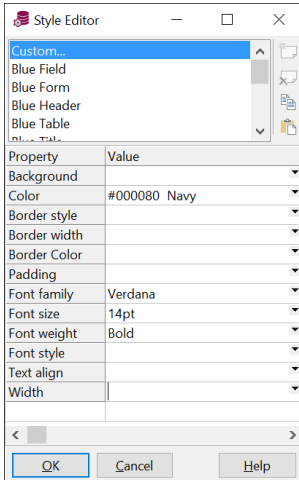 Style Editor
Custom...
Blue Field
Blue Form
Blue Header
Blue Table
Blue Title
Property Value
Background
Color #000080 Navy
Border style
Border width
Border Color
Padding
Font family Verdana
Font size 14pt
Font weight Bold
Font style
Text align
Width
OK Cancel Help